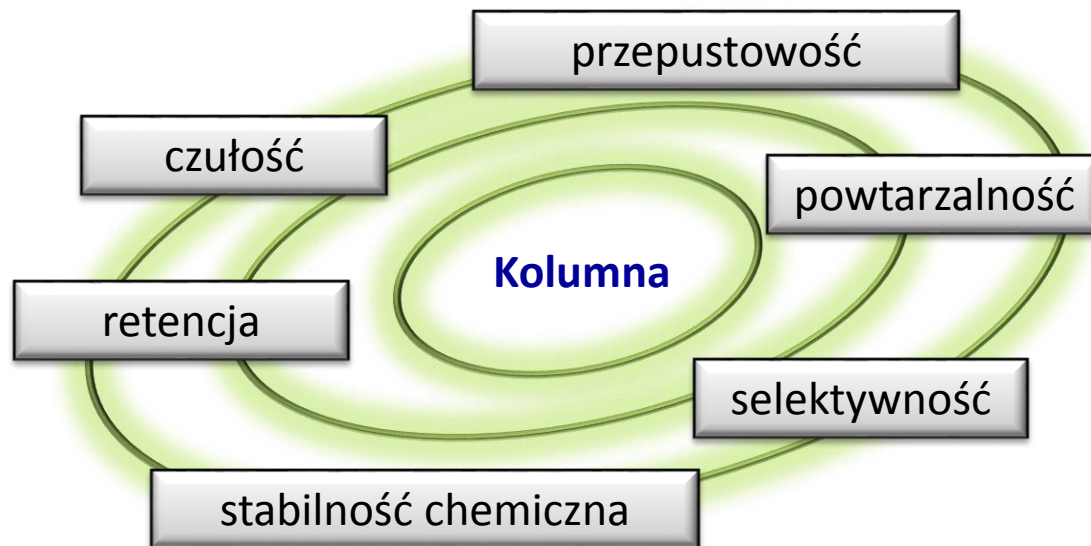 przepustowość
czułość
powtarzalność
Kolumna
retencja
selektywność
stabilność chemiczna